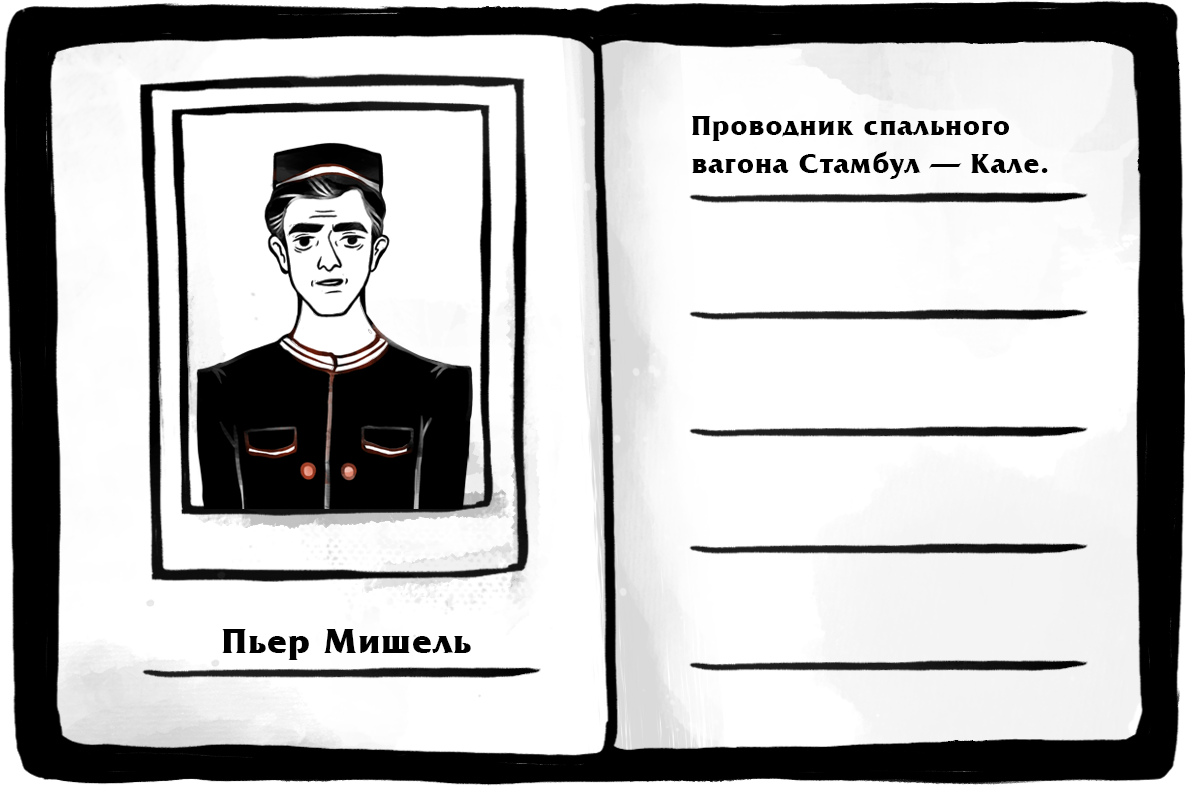 Проводник спального
вагона Стамбул — Кале.
Пьер Мишель